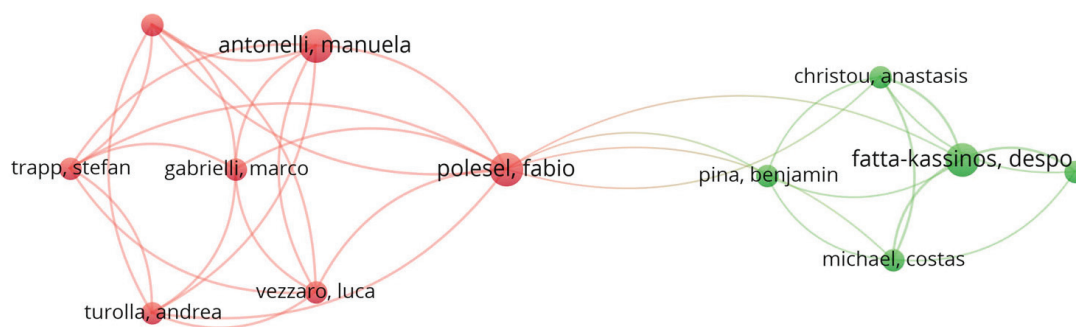 antonelli, manuela
christou, anastasis
trapp, stefan
gabrielli, marco
polesel, fabio
pina, benjamin
fatta-kassinos, despo
michael, costas
vezzaro, luca
turolla, andrea